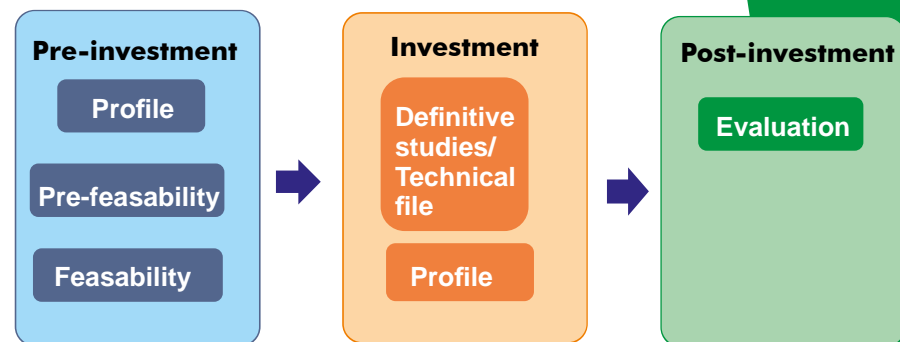 Pre-investment
Profile
Pre-feasability
Feasability
Investment
Definitive
studies/
Technical
file
Profile
Post-investment
Evaluation